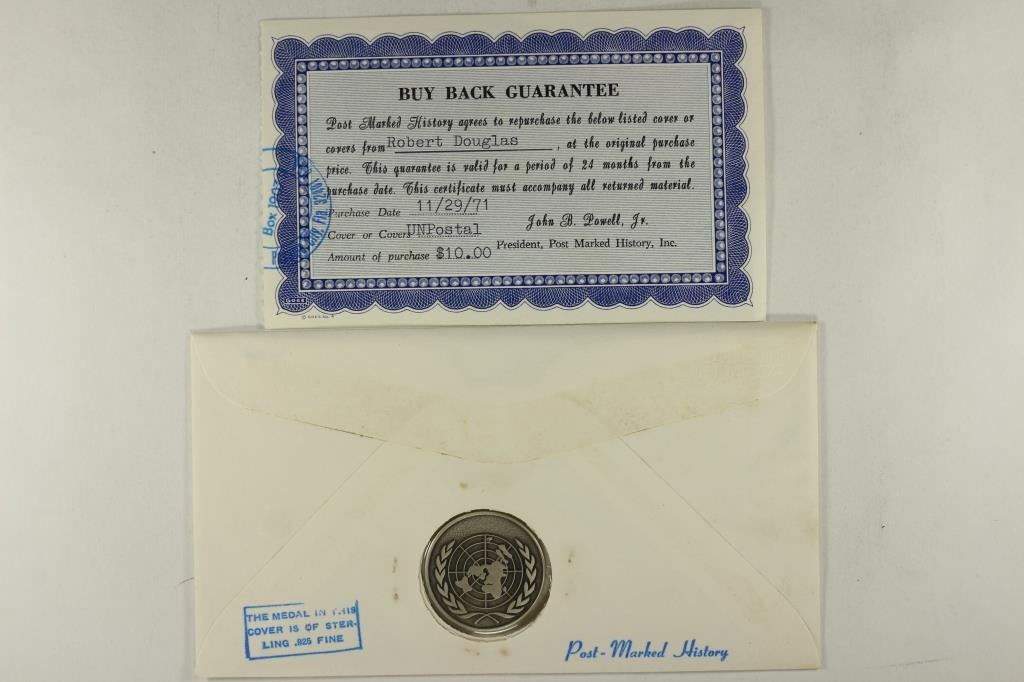 BUY BACK GUARANTEE
Post Marked History agrees to repurchase the below listed cover or
covers from Robert Douglas, at the original purchase
price. This guarantee is valid for a period of 24 months from the
purchase date. This certificate must accompany all returned material.
Purchase Date 11/29/71
John B. Powell, Jr.
Cover or Covers UNPostal
President, Post Marked History, Inc.
Amount of purchase $10.00
Box
GOES
THE MEDAL IN THIS
COVER IS OF STER-
LING .925 FINE
Post-Marked History